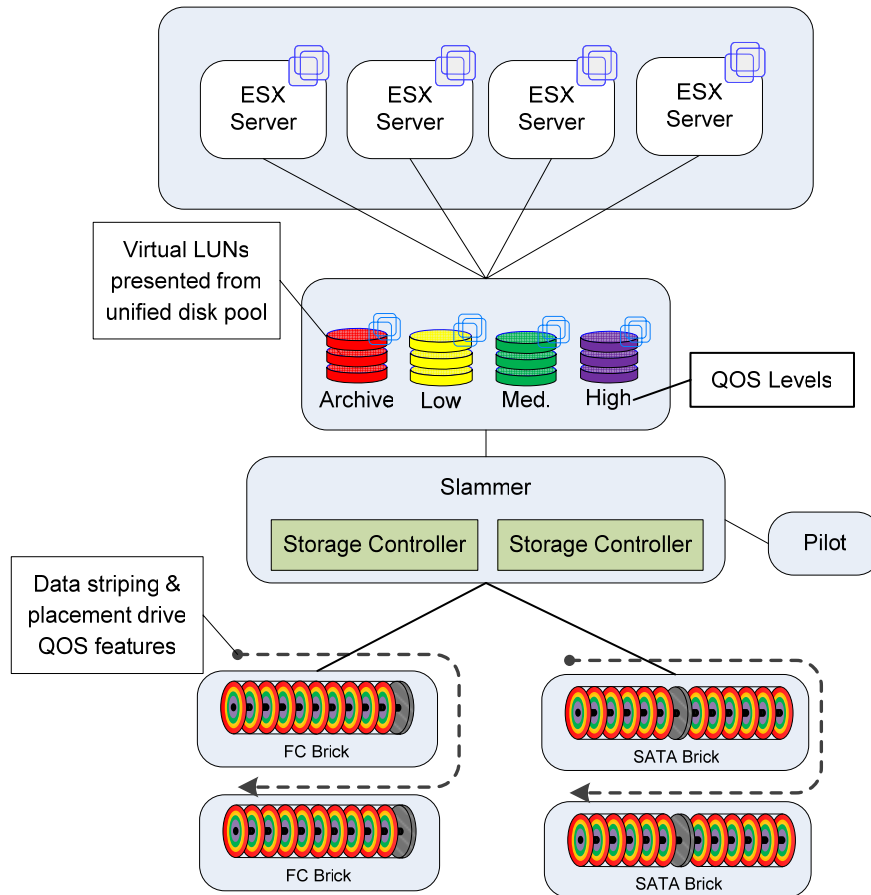 ESX
Server
ESX
Server
ESX
Server
ESX
Server
Virtual LUNs
presented from
unified disk pool
Archive
Low
Med.
High
QOS Levels
Slammer
Storage Controller
Storage Controller
Pilot
Data striping &
placement drive
QOS features
FC Brick
SATA Brick
FC Brick
SATA Brick